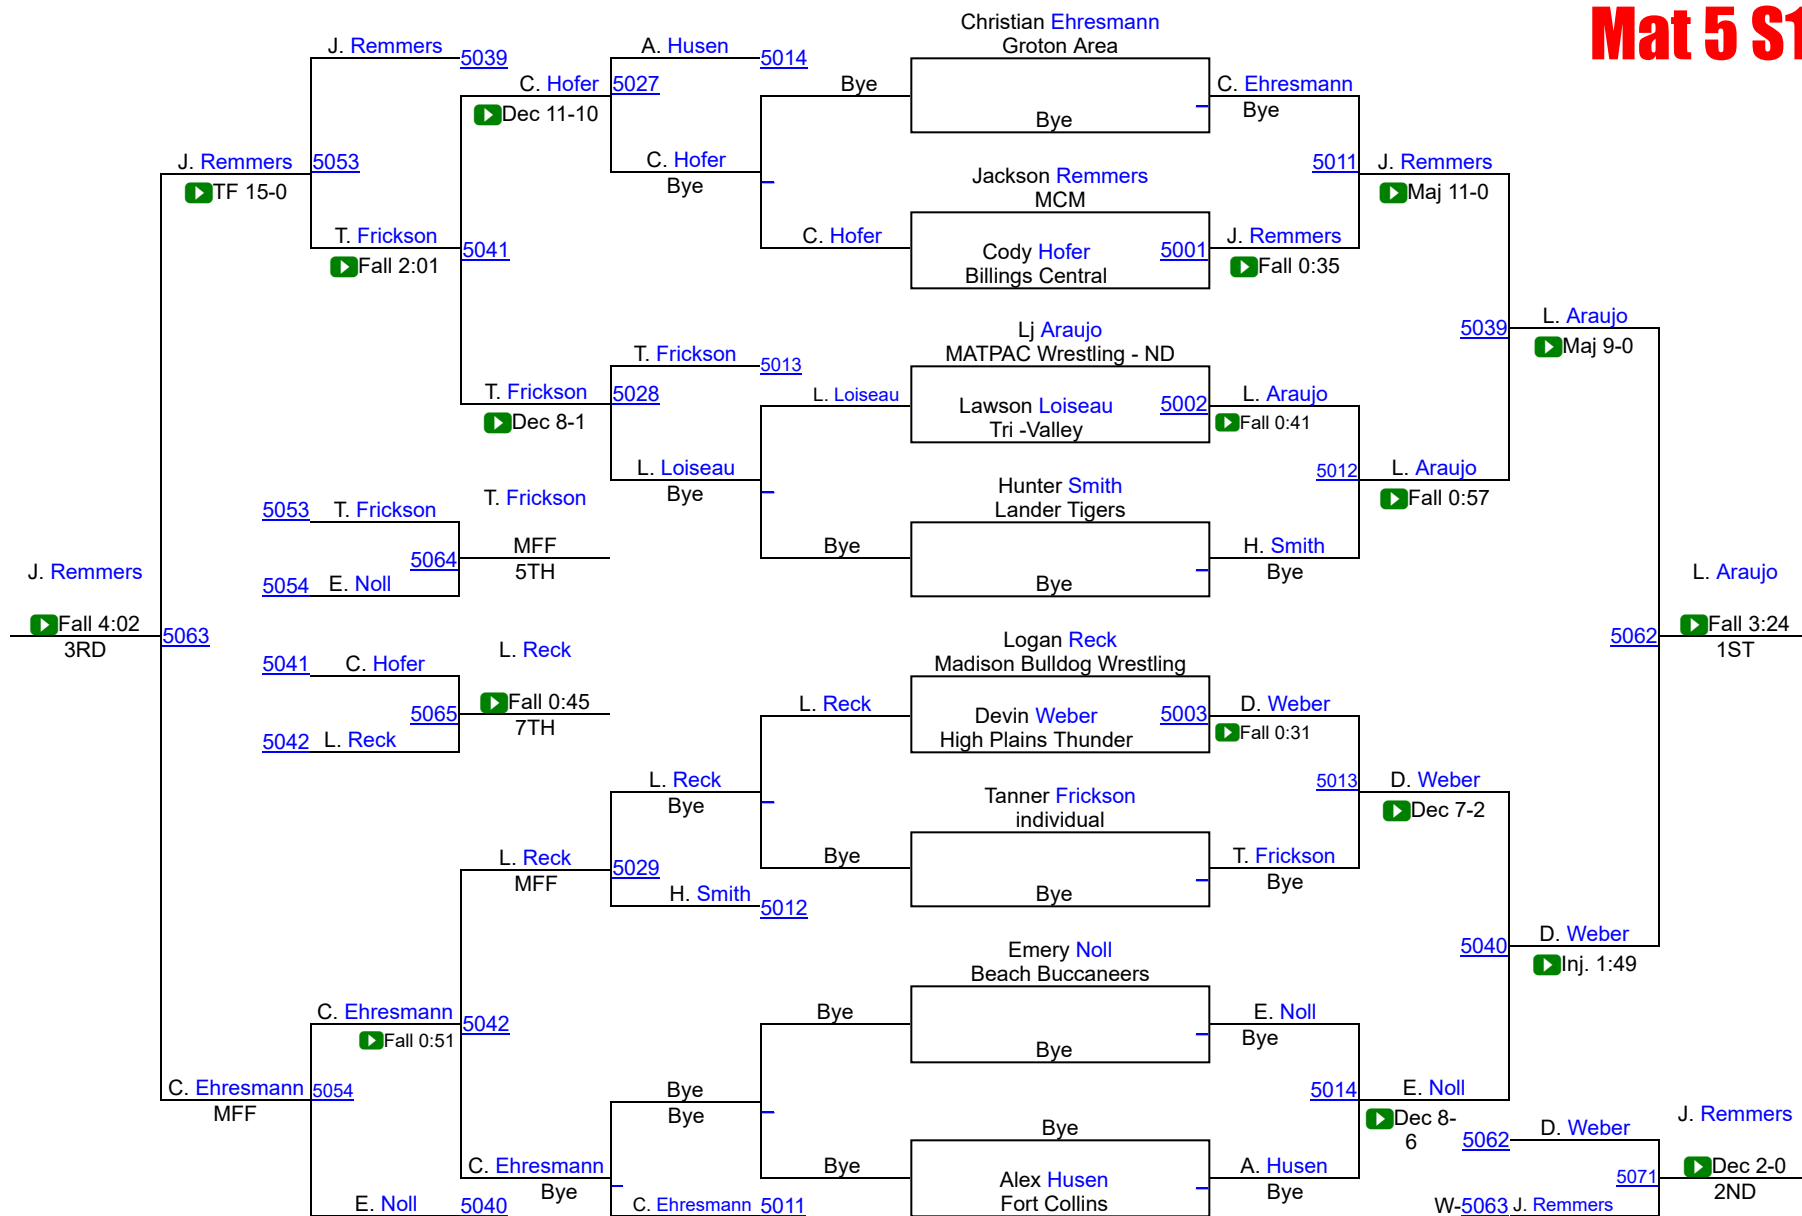 Mat 5 S1
Christian Ehresmann
Groton Area
J. Remmers
5039
A. Husen
5014
C. Hofer
5027
Bye
C. Ehresmann
Dec 11-10
Bye
Bye
C. Hofer
J. Remmers
5053
5011
J. Remmers
Bye
Jackson Remmers
TF 15-0
Maj 11-0
MCM
T. Frickson
C. Hofer
J. Remmers
5041
Cody Hofer
5001
Fall 2:01
Fall 0:35
Billings Central
L. Araujo
5039
Lj Araujo
Maj 9-0
T. Frickson
MATPAC Wrestling - ND
5013
T. Frickson
5028
L. Loiseau
L. Araujo
Lawson Loiseau
5002
Dec 8-1
Fall 0:41
Tri -Valley
L. Loiseau
5012
L. Araujo
Bye
Hunter Smith
T. Frickson
Fall 0:57
5053
T. Frickson
Lander Tigers
MFF
Bye
H. Smith
5064
5TH
Bye
Bye
J. Remmers
L. Araujo
5054
E. Noll
Fall 4:02
Fall 3:24
5063
5062
3RD
1ST
Logan Reck
L. Reck
5041
C. Hofer
Madison Bulldog Wrestling
Fall 0:45
L. Reck
D. Weber
5065
Devin Weber
5003
7TH
Fall 0:31
5042
L. Reck
High Plains Thunder
L. Reck
5013
D. Weber
Bye
Tanner Frickson
Dec 7-2
individual
L. Reck
Bye
T. Frickson
5029
MFF
Bye
H. Smith
Bye
5012
D. Weber
5040
Emery Noll
Inj. 1:49
Beach Buccaneers
C. Ehresmann
Bye
E. Noll
5042
Fall 0:51
Bye
Bye
C. Ehresmann
5054
Bye
5014
E. Noll
MFF
Bye
J. Remmers
Dec 8-
6
Bye
5062
D. Weber
C. Ehresmann
Bye
A. Husen
Dec 2-0
Alex Husen
5071
Bye
Bye
2ND
E. Noll
5040
C. Ehresmann
5011
Fort Collins
W-5063
J. Remmers